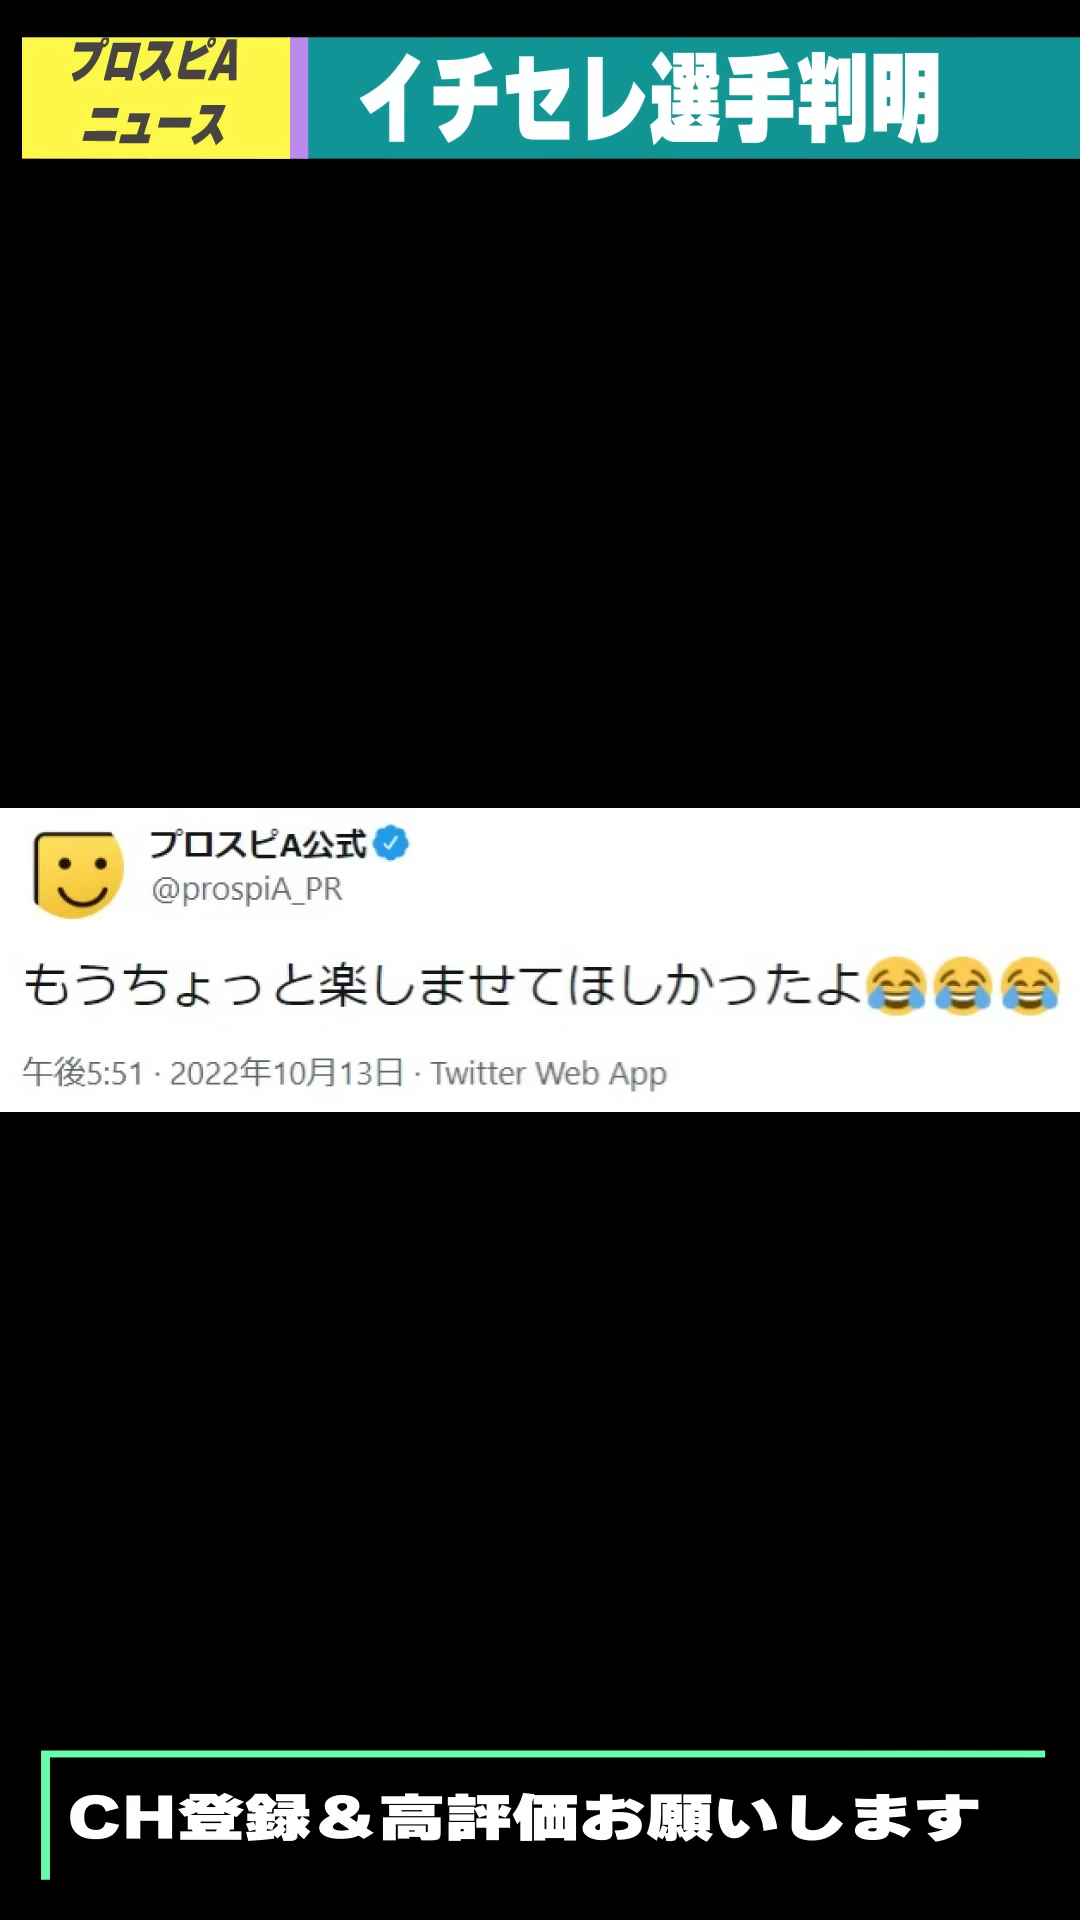 プロスピA
ニュース
イチセレ選手判明
プロスピA公式
@prospiA_PR
もうちょっと楽しませてほしかったよ😂😂😂
午後5:51 · 2022年10月13日 · Twitter Web App
CH登録＆高評価お願いします